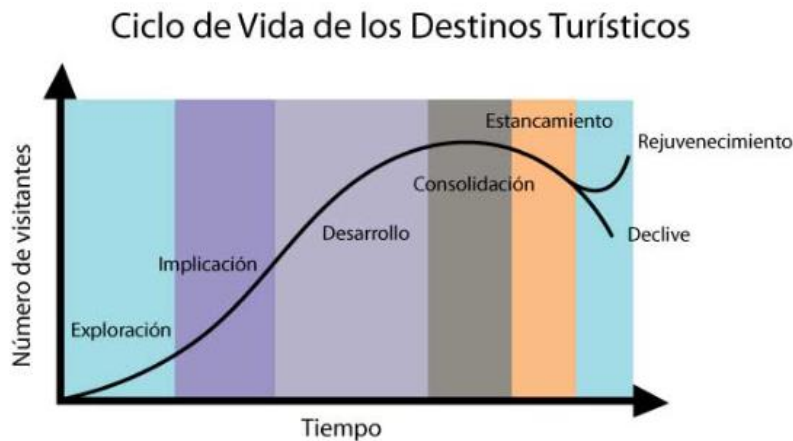 Ciclo de Vida de los Destinos Turísticos
Número de visitantes
Estancamiento
Rejuvenecimiento
Consolidación
Desarrollo
Declive
Implicación
Exploración
Tiempo